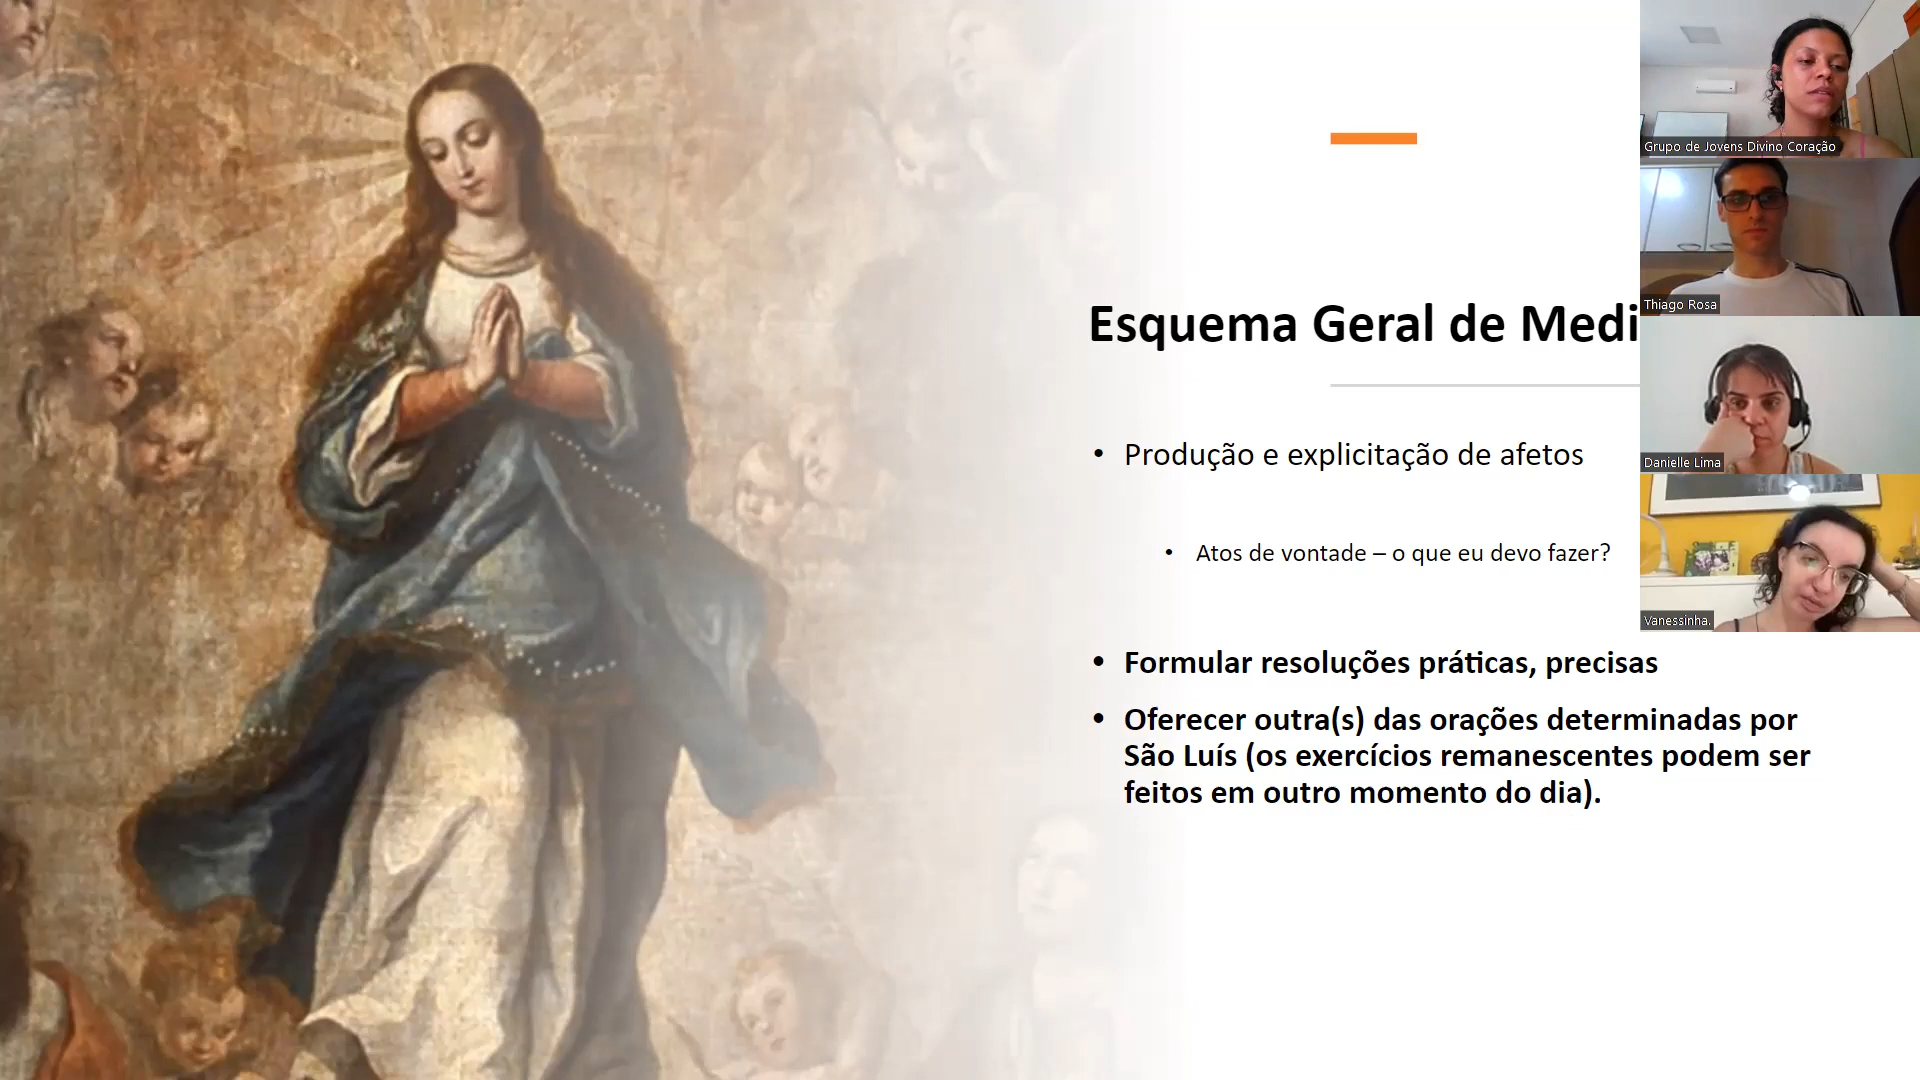 Esquema Geral de Medi
• Produção e explicitação de afetos
• Atos de vontade – o que eu devo fazer?
• Formular resoluções práticas, precisas
• Oferecer outra(s) das orações determinadas por
São Luís (os exercícios remanescentes podem ser
feitos em outro momento do dia).
Grupo de Jovens Divino Coração
Thiago Rosa
Danielle Lima
Vanessinha.